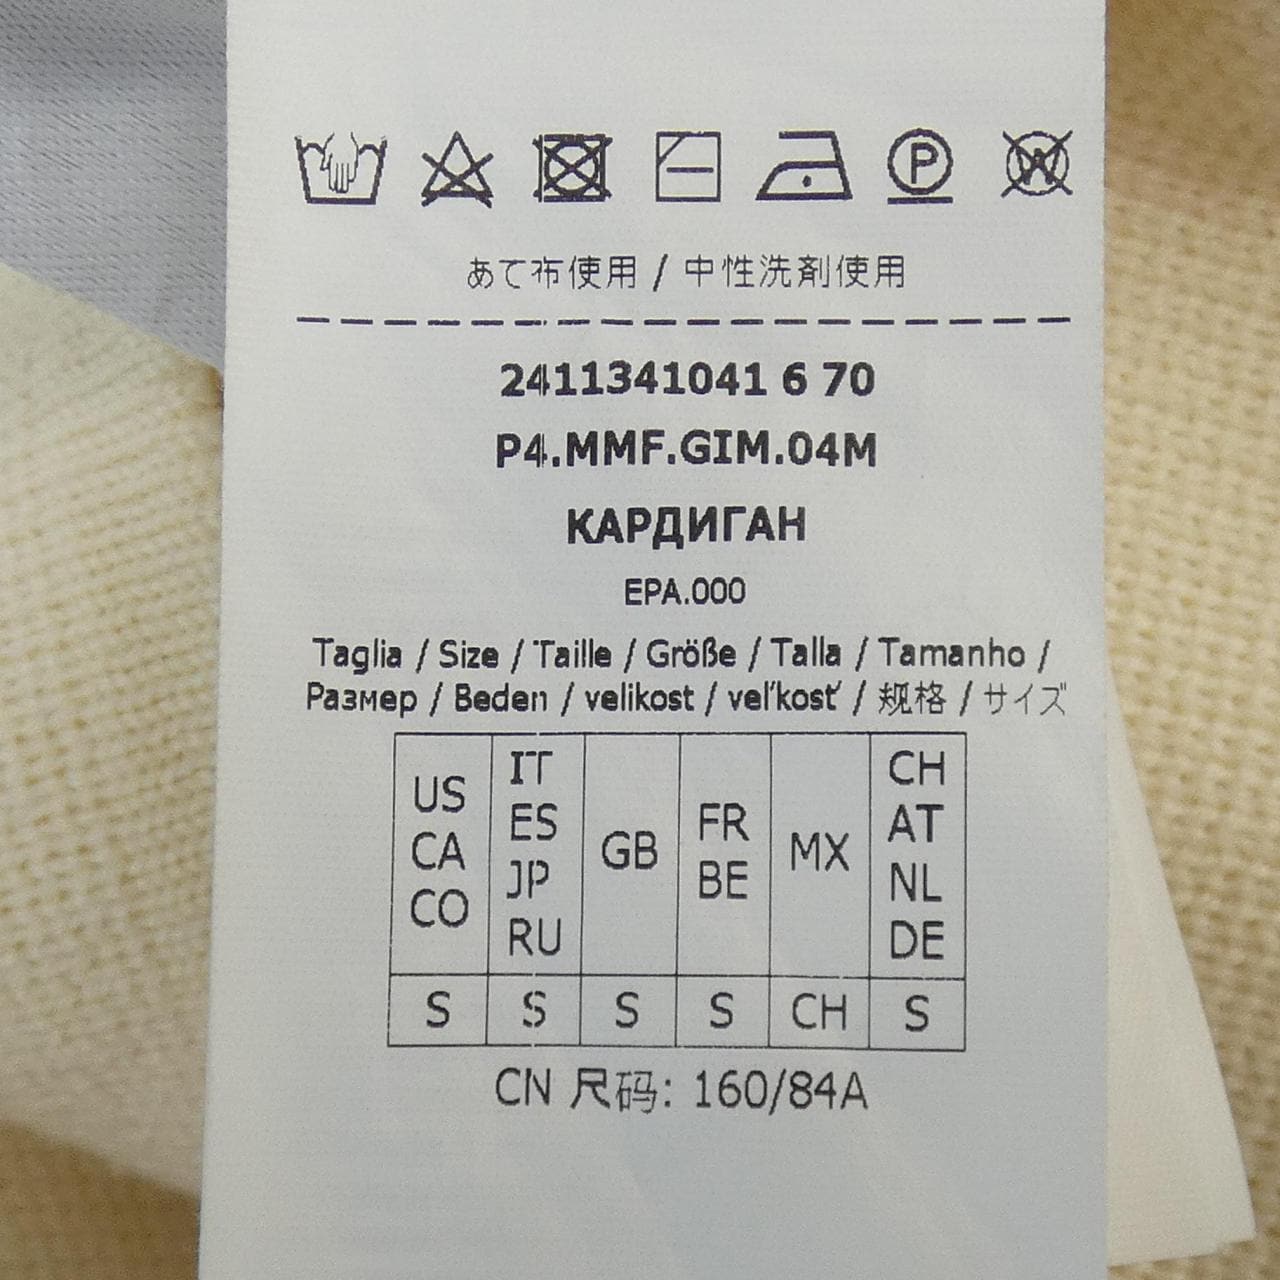 P
W
あて布使用 / 中性洗剤使用
2411341041 6 70
P4.MMF.GIM.04M
КАРДИГАН
EPA.000
Taglia / Size / Taille / Größe / Talla / Tamanho /
Размер / Beden / velikost / veľkosť / 规格 / サイズ
US CA CO IT ES JP RU GB FR BE MX CH AT NL DE
S S S S CH S
CN 尺码: 160/84A